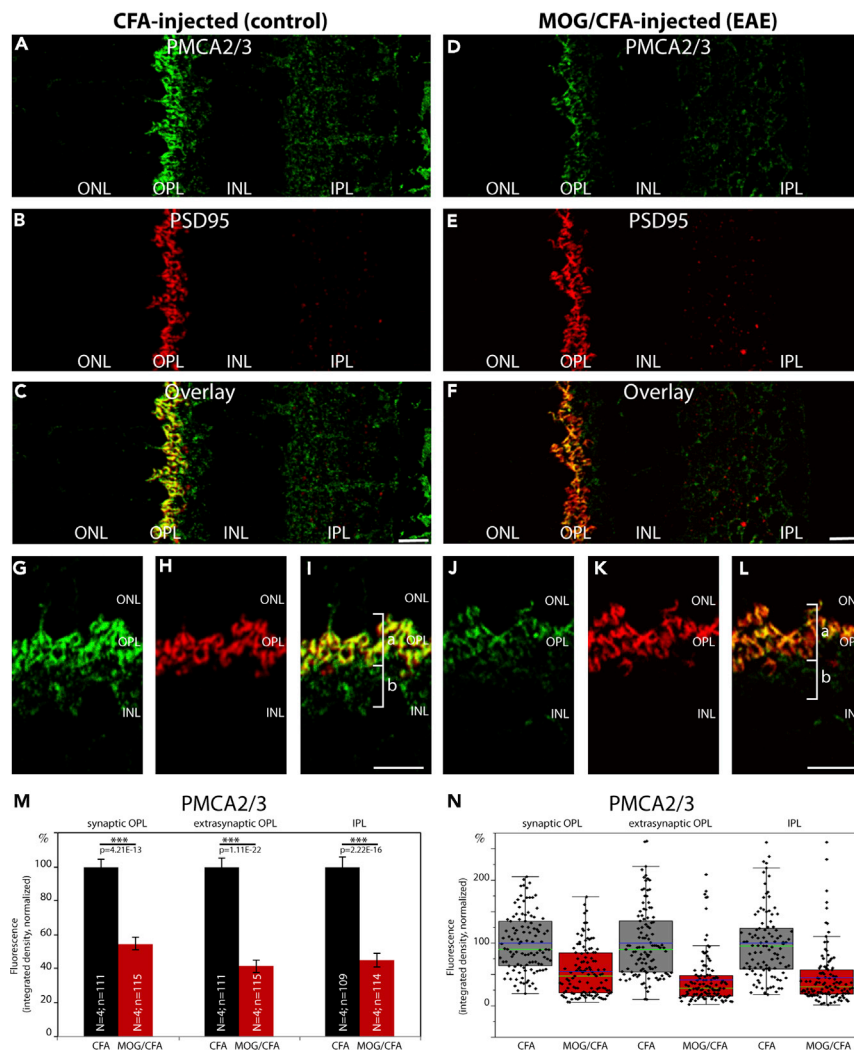 CFA-injected (control)
MOG/CFA-injected (EAE)
A
PMCA2/3
ONL OPL INL IPL
D
PMCA2/3
ONL OPL INL IPL
B
PSD95
ONL OPL INL IPL
E
PSD95
ONL OPL INL IPL
C
Overlay
ONL OPL INL IPL
F
Overlay
ONL OPL INL IPL
G
ONL
OPL
INL
H
ONL
OPL
INL
I
ONL
OPL
INL
a
b
J
ONL
OPL
INL
K
ONL
OPL
INL
L
ONL
OPL
INL
a
b
M
PMCA2/3
synaptic OPL extrasynaptic OPL IPL
%
*** *** ***
p=4.21E-13 p=1.11E-22 p=2.22E-16
100
80
60
40
20
0
Fluorescence
(integrated density, normalized)
N=4; n=111
N=4; n=115
N=4; n=111
N=4; n=115
N=4; n=109
N=4; n=114
CFA MOG/CFA CFA MOG/CFA CFA MOG/CFA
N
PMCA2/3
synaptic OPL extrasynaptic OPL IPL
%
200
100
0
Fluorescence
(integrated density, normalized)
CFA MOG/CFA CFA MOG/CFA CFA MOG/CFA